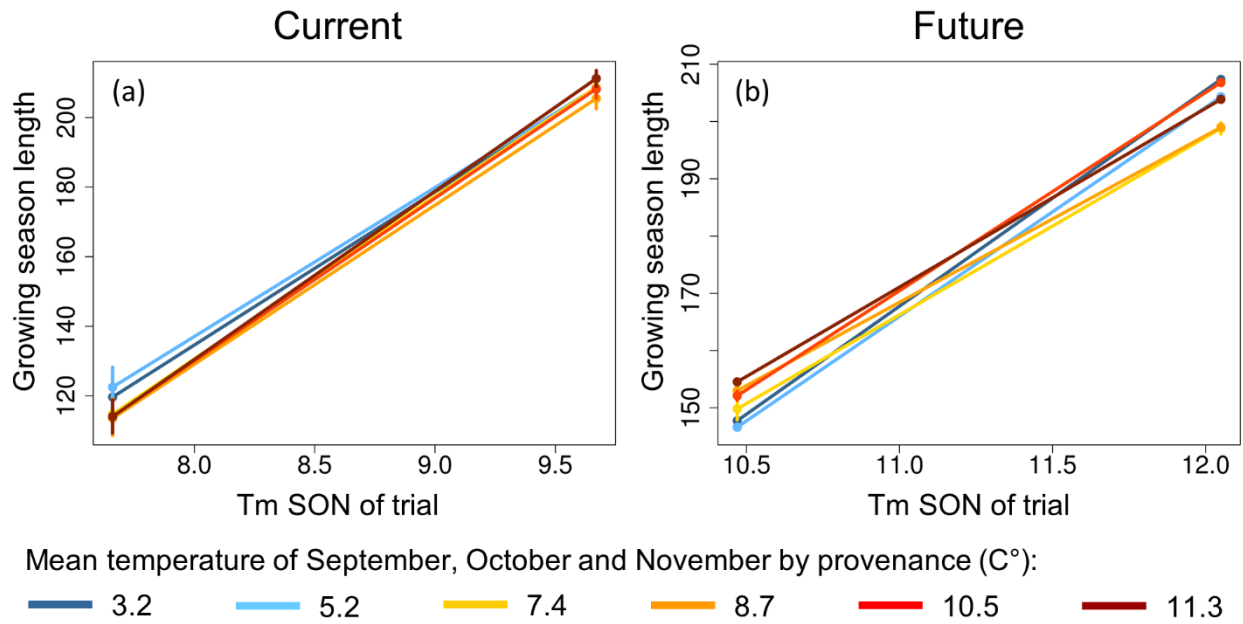 Current
Future
(a)
Growing season length
120
140
160
180
200
8.0
8.5
9.0
9.5
Tm SON of trial
(b)
Growing season length
150
170
190
210
10.5
11.0
11.5
12.0
Tm SON of trial
Mean temperature of September, October and November by provenance (C°):
3.2
5.2
7.4
8.7
10.5
11.3